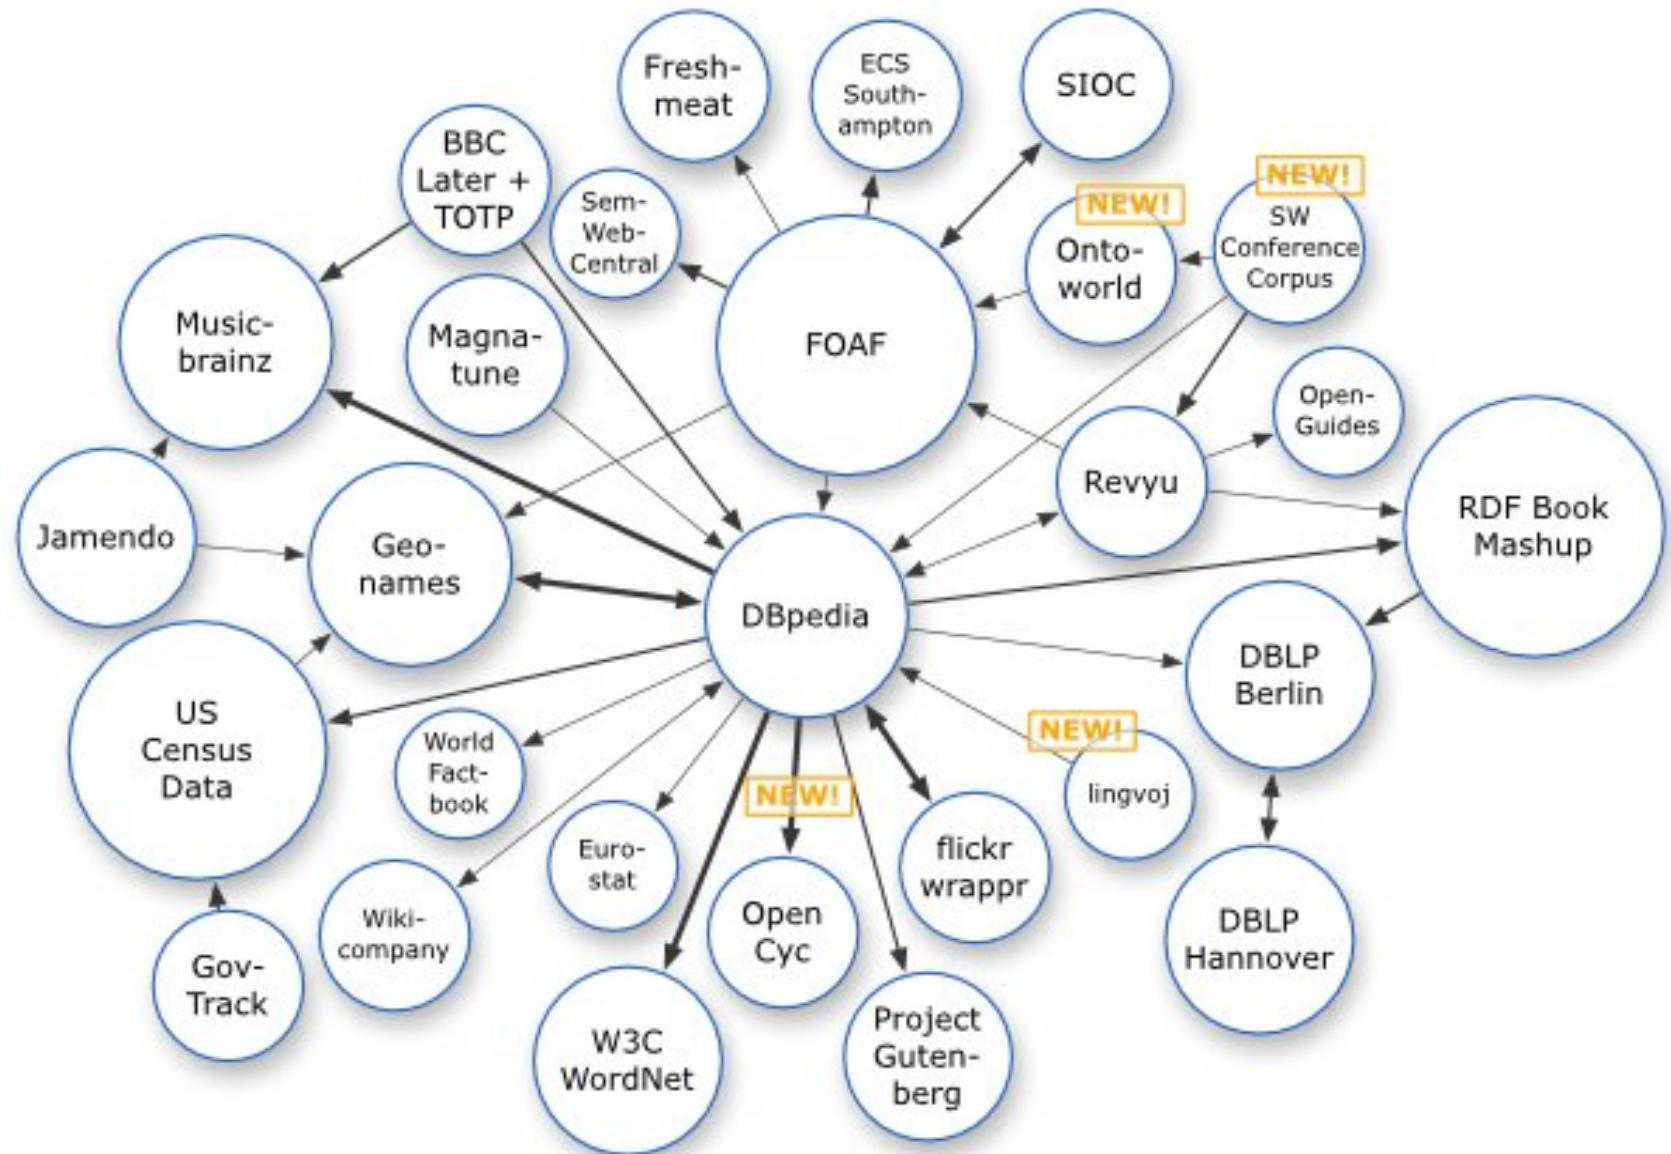 Fresh-
meat
ECS
South-
ampton
SIOC
BBC
Later +
TOTP
Sem-
Web-
Central
NEW!
Onto-
world
NEW!
SW
Conference
Corpus
Music-
brainz
Magna-
tune
FOAF
Open-
Guides
Revyu
RDF Book
Mashup
Jamendo
Geo-
names
DBpedia
DBLP
Berlin
US
Census
Data
World
Fact-
book
NEW!
lingvoj
NEW!
Euro-
stat
Open
Cyc
flickr
wrappr
Wiki-
company
DBLP
Hannover
Gov-
Track
W3C
WordNet
Project
Guten-
berg